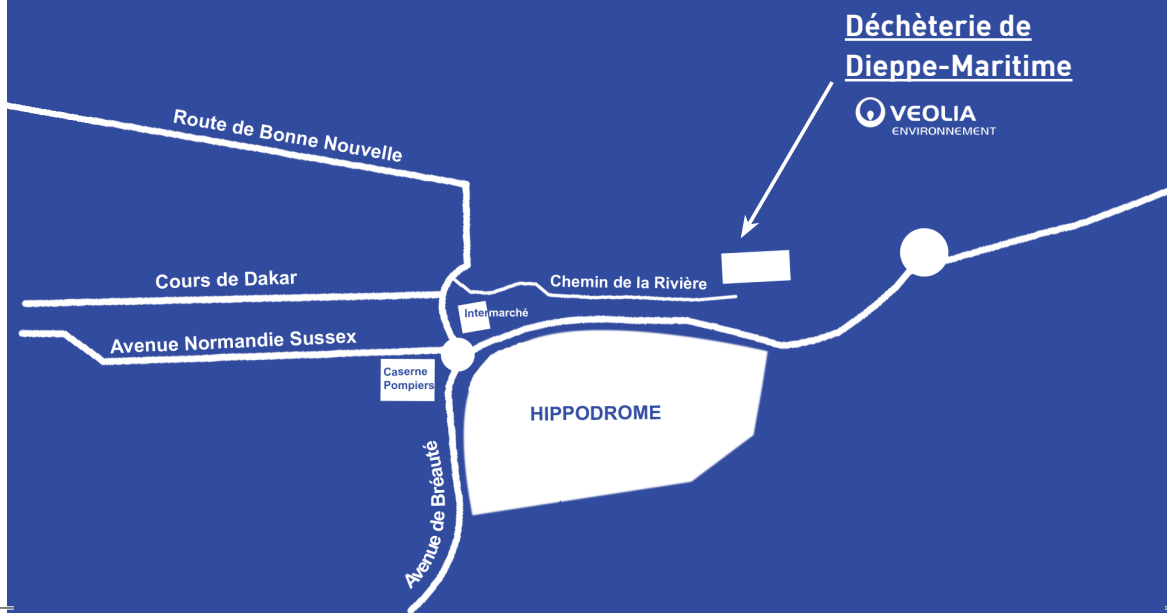 Déchèterie de
Dieppe-Maritime
VEOLIA
ENVIRONNEMENT
Route de Bonne Nouvelle
Cours de Dakar
Chemin de la Rivière
Intermarché
Avenue Normandie Sussex
Caserne
Pompiers
HIPPODROME
Avenue de Bréauté